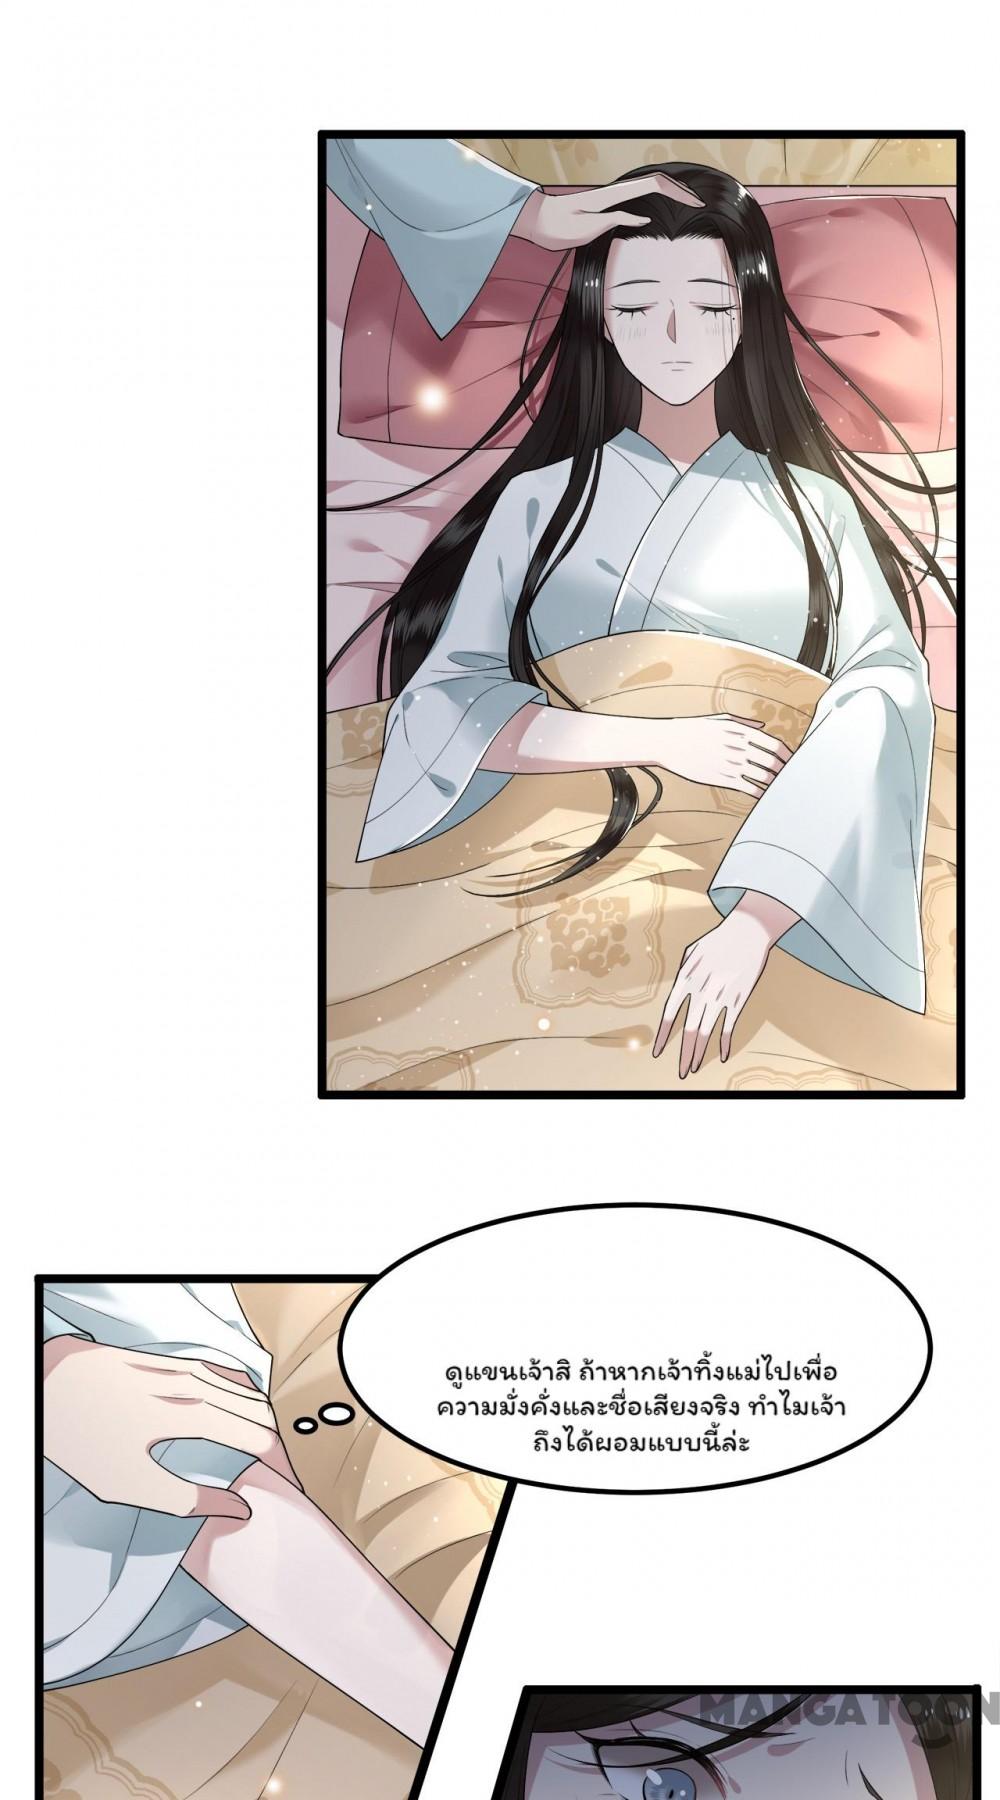 ดูแขนเจ้าสิ ถ้าหากเจ้าทิ้งแม่ไปเพื่อ
ความมั่งคั่งและชื่อเสียงจริง ทำไมเจ้า
ถึงได้ผอมแบบนี้ล่ะ
MANGATOON